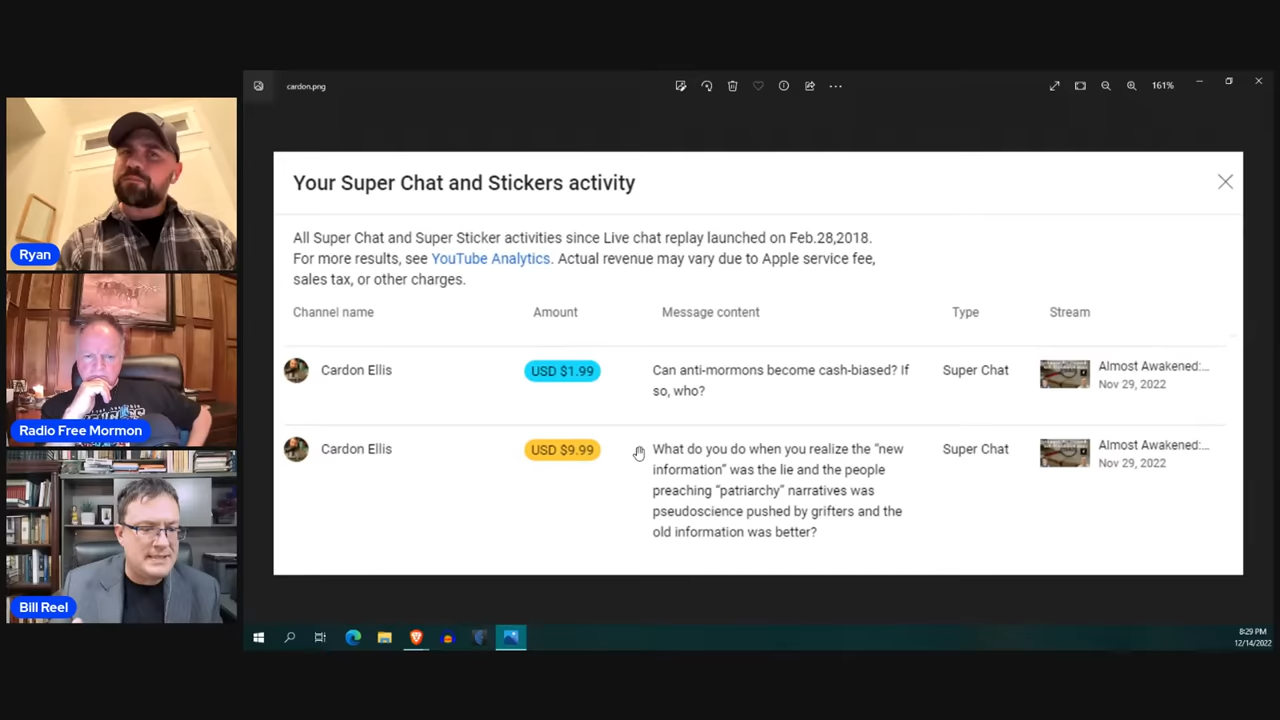 cardon.png
161%
Your Super Chat and Stickers activity
All Super Chat and Super Sticker activities since Live chat replay launched on Feb.28,2018.
For more results, see YouTube Analytics. Actual revenue may vary due to Apple service fee,
sales tax, or other charges.
Channel name Amount Message content Type Stream
Cardon Ellis USD $1.99 Can anti-mormons become cash-biased? If Super Chat Almost Awakened:...
so, who? Nov 29, 2022
Cardon Ellis USD $9.99 What do you do when you realize the "new Super Chat Almost Awakened:...
information" was the lie and the people Nov 29, 2022
preaching "patriarchy" narratives was
pseudoscience pushed by grifters and the
old information was better?
Ryan
Radio Free Mormon
Bill Reel
8:29 PM
12/14/2022